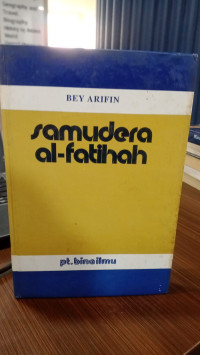 BEY ARIFIN
samudera
al-fatihah
pt.bina ilmu